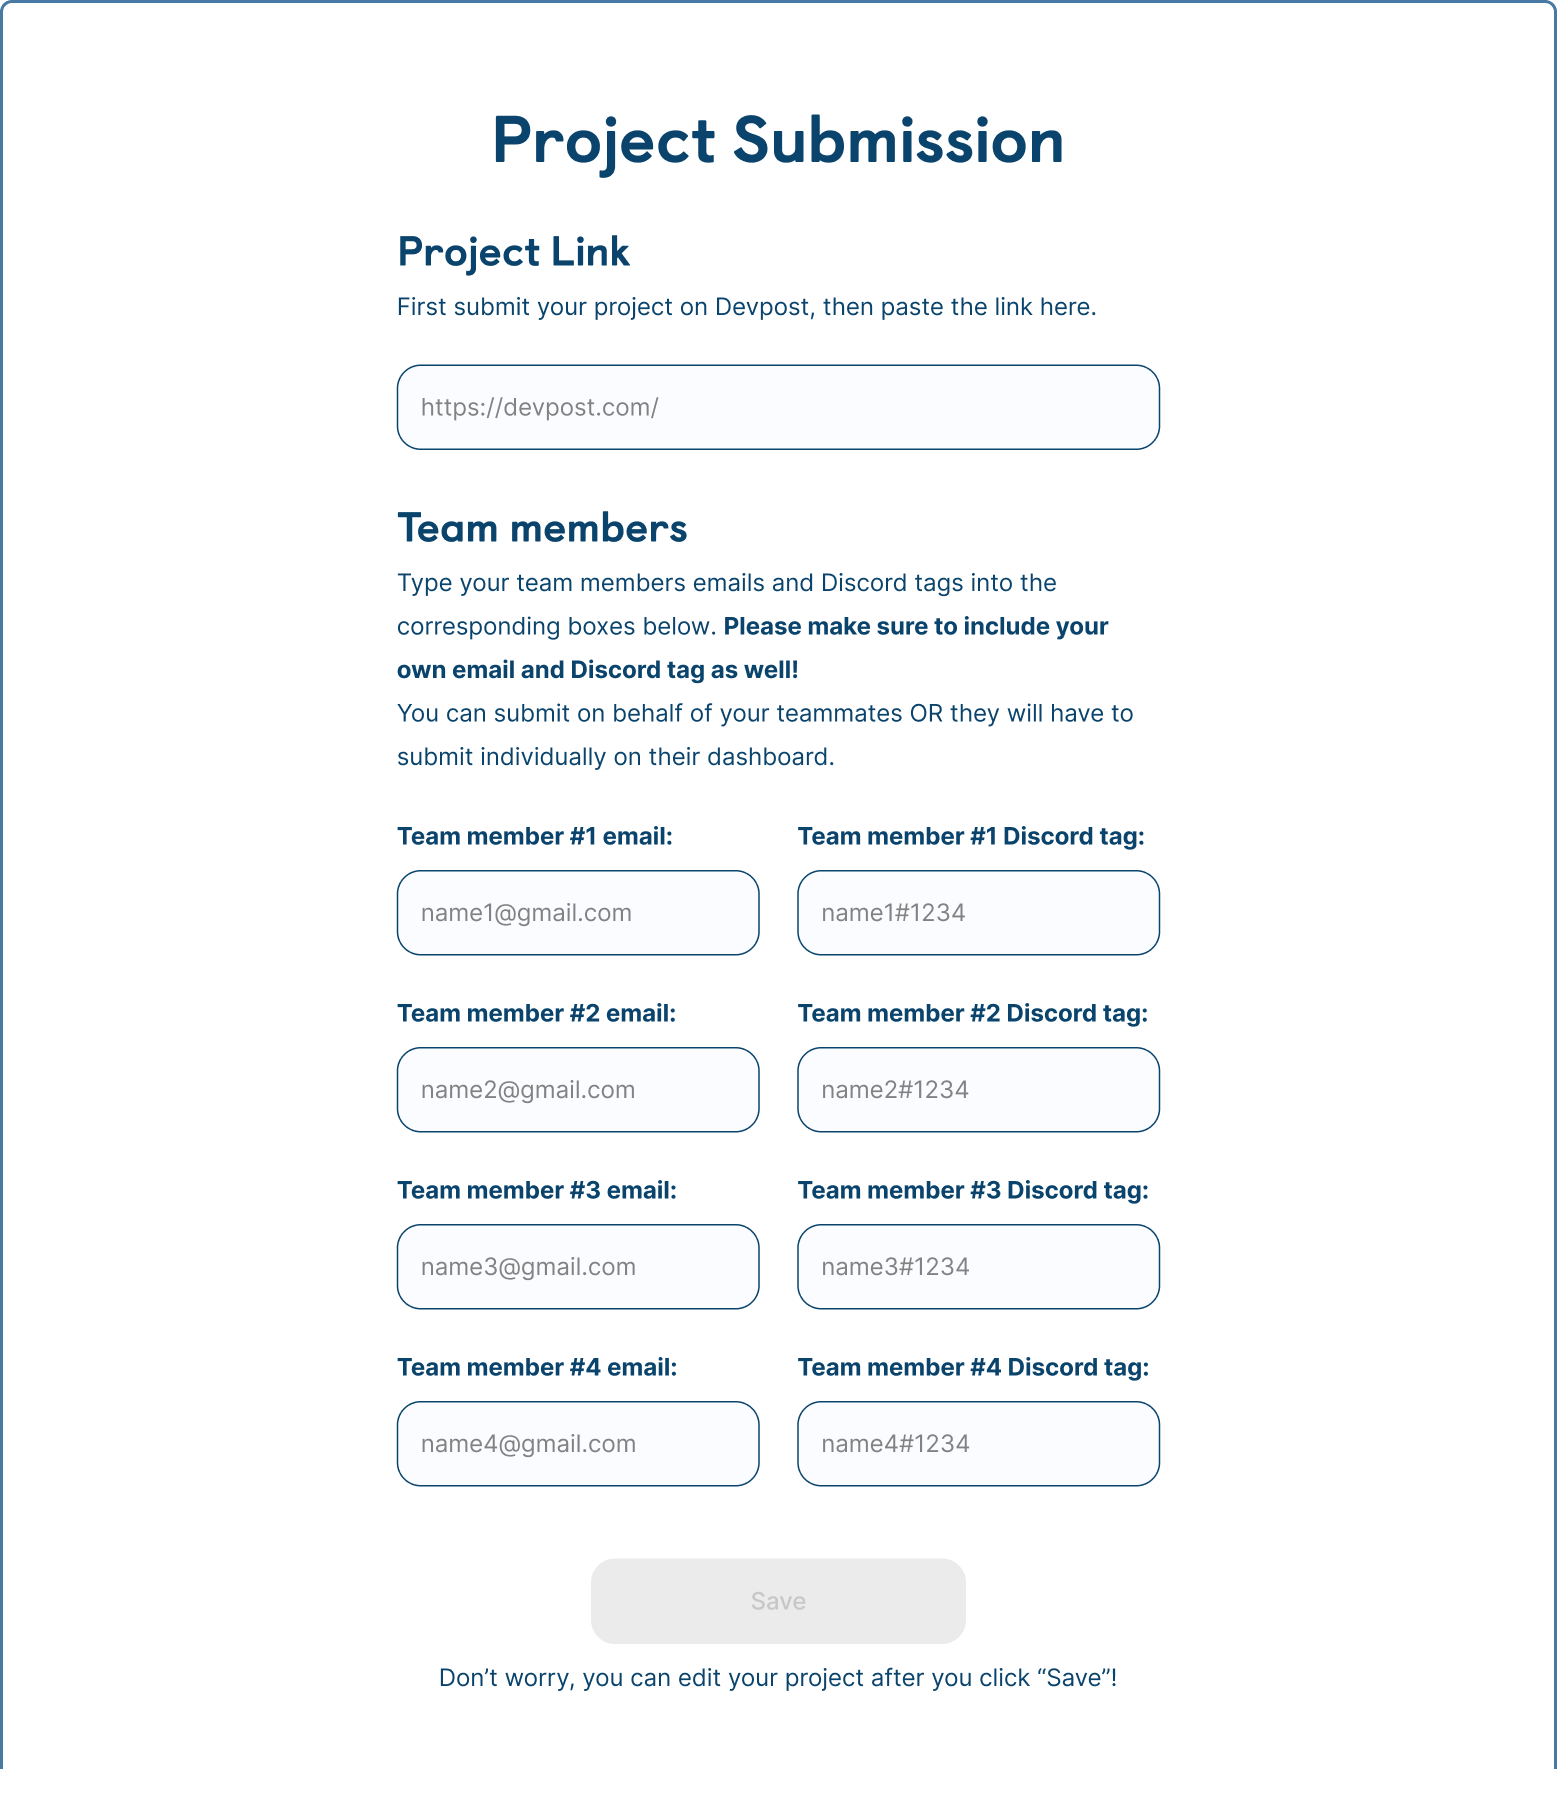 Project Submission
Project Link
First submit your project on Devpost, then paste the link here.
https://devpost.com/
Team members
Type your team members emails and Discord tags into the
corresponding boxes below. Please make sure to include your
own email and Discord tag as well!
You can submit on behalf of your teammates OR they will have to
submit individually on their dashboard.
Team member #1 email:
Team member #1 Discord tag:
name1@gmail.com
name1#1234
Team member #2 email:
Team member #2 Discord tag:
name2@gmail.com
name2#1234
Team member #3 email:
Team member #3 Discord tag:
name3@gmail.com
name3#1234
Team member #4 email:
Team member #4 Discord tag:
name4@gmail.com
name4#1234
Save
Don’t worry, you can edit your project after you click “Save”!